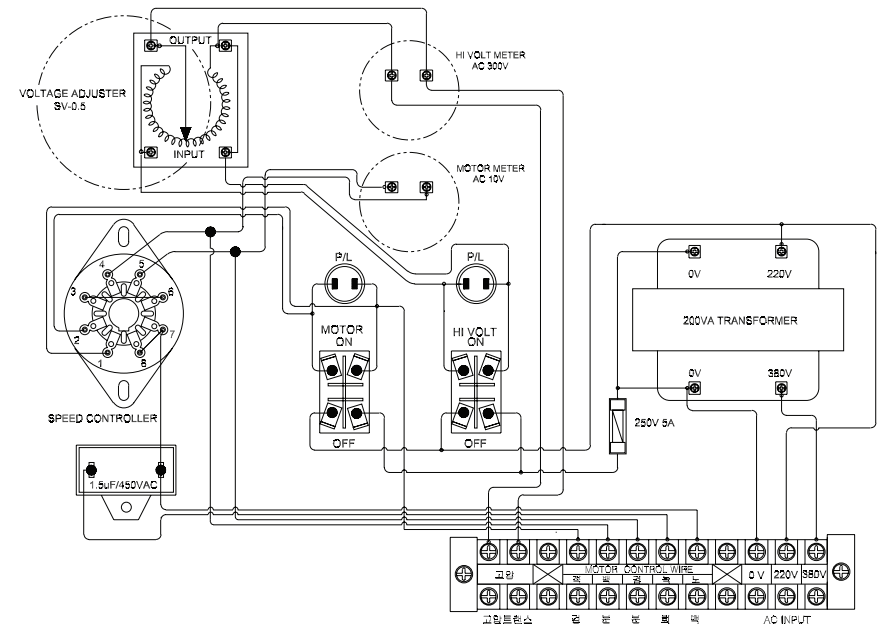 OUTPUT
HI VOLT METER
AC 300V
VOLTAGE ADJUSTER
SV-0.5
INPUT
MOTOR METER
AC 10V
4
5
3
6
2
7
1
8
SPEED CONTROLLER
P/L
P/L
MOTOR
ON
HI VOLT
ON
OFF
OFF
0V
220V
200VA TRANSFORMER
0V
380V
250V 5A
1.5uF/450VAC
MOTOR CONTROL WIRE
고압
0 V
220V
380V
고압트랜스
AC INPUT